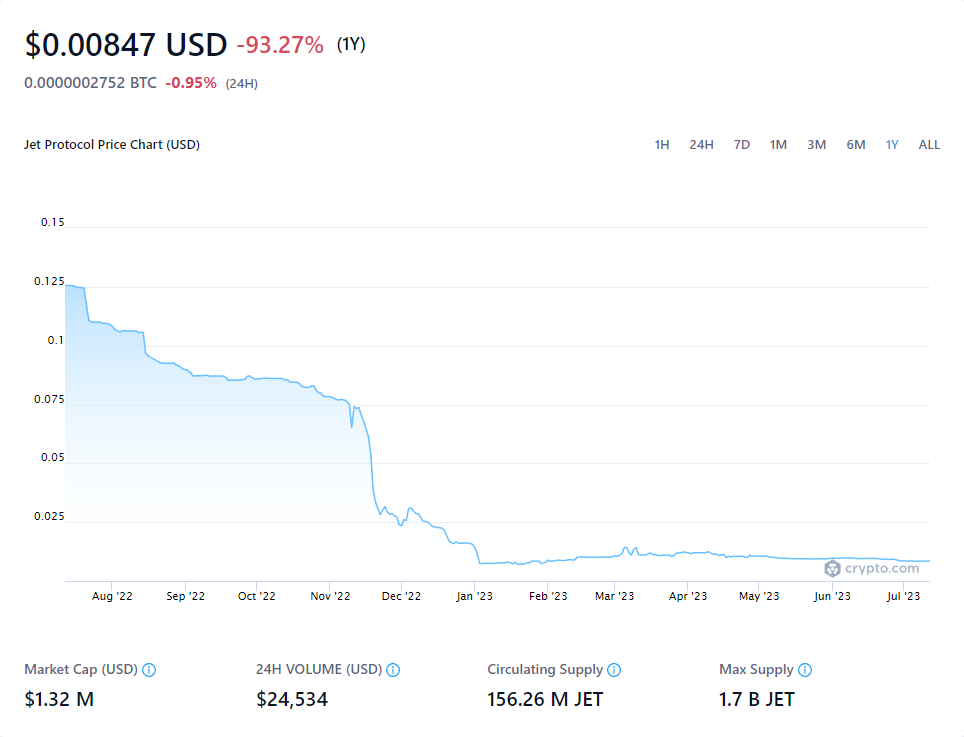 $0.00847 USD -93.27% (1Y)
0.0000002752 BTC -0.95% (24H)
Jet Protocol Price Chart (USD) 1H 24H 7D 1M 3M 6M 1Y ALL
0.15
0.125
0.1
0.075
0.05
0.025
crypto.com
Aug '22 Sep '22 Oct '22 Nov '22 Dec '22 Jan '23 Feb '23 Mar '23 Apr '23 May '23 Jun '23 Jul '23
Market Cap (USD) 24H VOLUME (USD) Circulating Supply Max Supply
$1.32 M $24,534 156.26 M JET 1.7 B JET